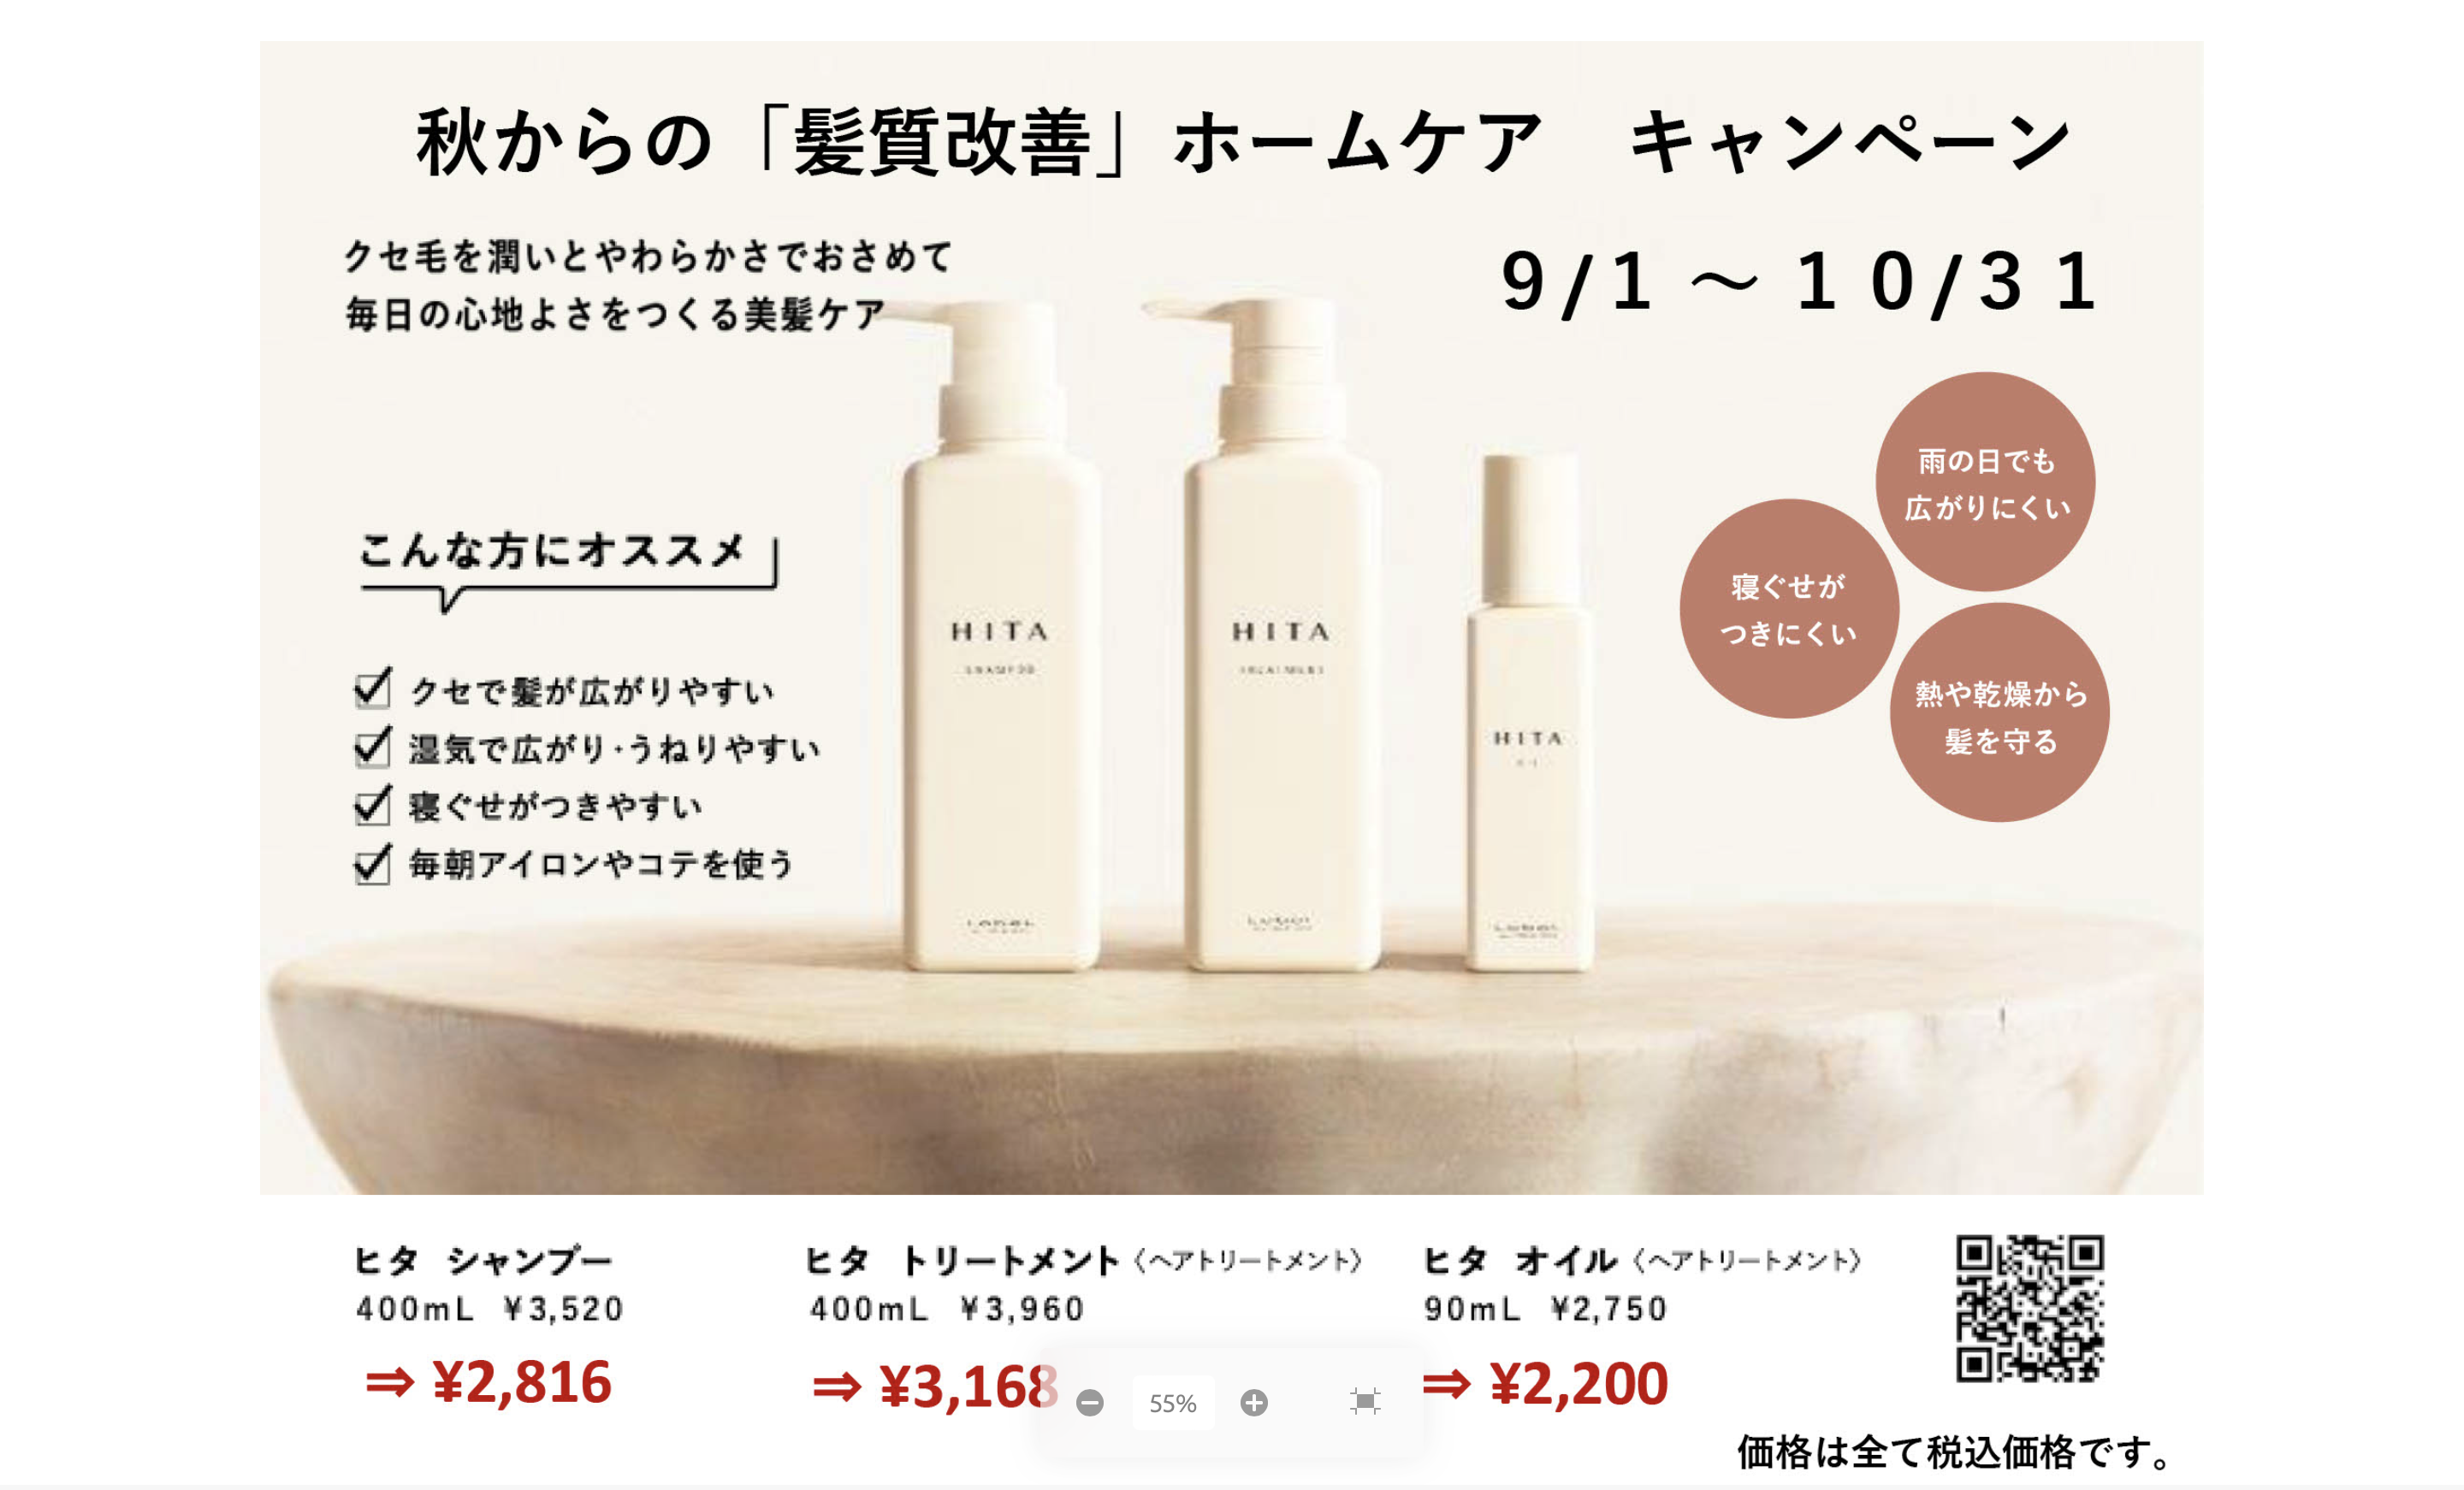 秋からの「髪質改善」ホームケア　キャンペーン
クセ毛を潤いとやわらかさでおさめて
毎日の心地よさをつくる美髪ケア
9/1～10/31
雨の日でも
広がりにくい
寝ぐせが
つきにくい
熱や乾燥から
髪を守る
こんな方にオススメ
クセで髪が広がりやすい
湿気で広がり・うねりやすい
寝ぐせがつきやすい
毎朝アイロンやコテを使う
HITA
SHAMPOO
HITA
TREATMENT
HITA
Lebel
Lebel
Lebel
ヒタ シャンプー
400mL ¥3,520
⇒ ¥2,816
ヒタ トリートメント〈ヘアトリートメント〉
400mL ¥3,960
⇒ ¥3,168
ヒタ オイル〈ヘアトリートメント〉
90mL ¥2,750
⇒ ¥2,200
55%
価格は全て税込価格です。